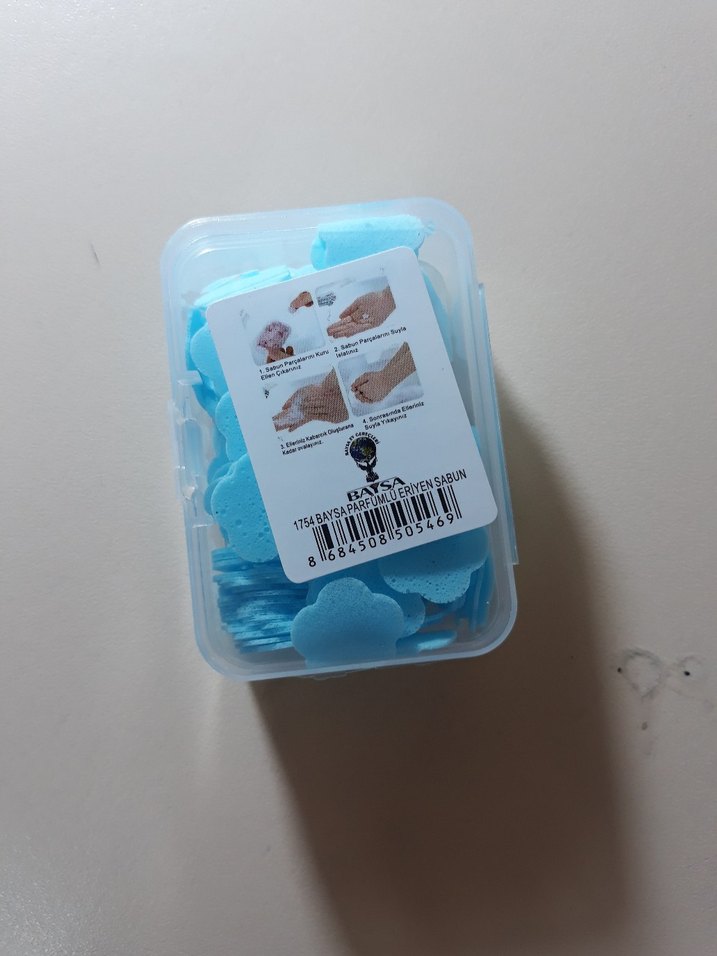 1. Sabun Parçalarını Kuru
Elden Çıkarınız
2. Sabun Parçalarını Suyla
Islatınız
3. Ellerinizi Kabarcık Oluşturana
Kadar ovalayınız.
4. Sonrasında Ellerinizi
Suyla Yıkayınız
BAYSA
1754 BAYSA PARFÜMLÜ ERİYEN SABUN
8 684508 505469